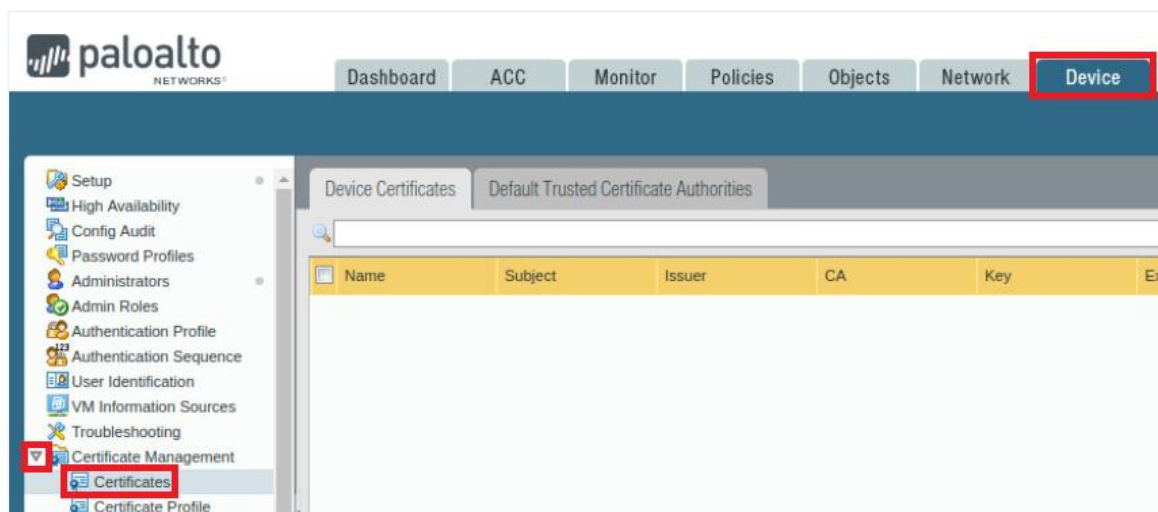 paloalto
NETWORKS®
Dashboard ACC Monitor Policies Objects Network Device
Setup
High Availability
Config Audit
Password Profiles
Administrators
Admin Roles
Authentication Profile
Authentication Sequence
User Identification
VM Information Sources
Troubleshooting
Certificate Management
Certificates
Certificate Profile
Device Certificates Default Trusted Certificate Authorities
Name Subject Issuer CA Key